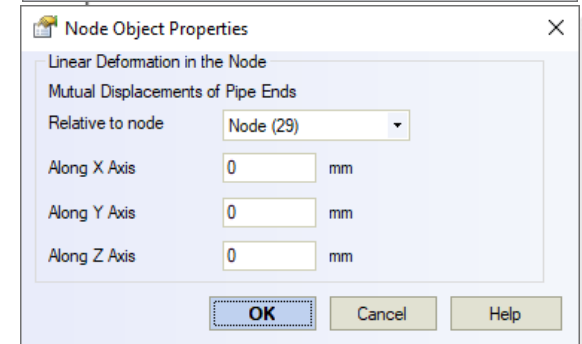 Node Object Properties
Linear Deformation in the Node
Mutual Displacements of Pipe Ends
Relative to node Node (29)
Along X Axis 0 mm
Along Y Axis 0 mm
Along Z Axis 0 mm
OK Cancel Help